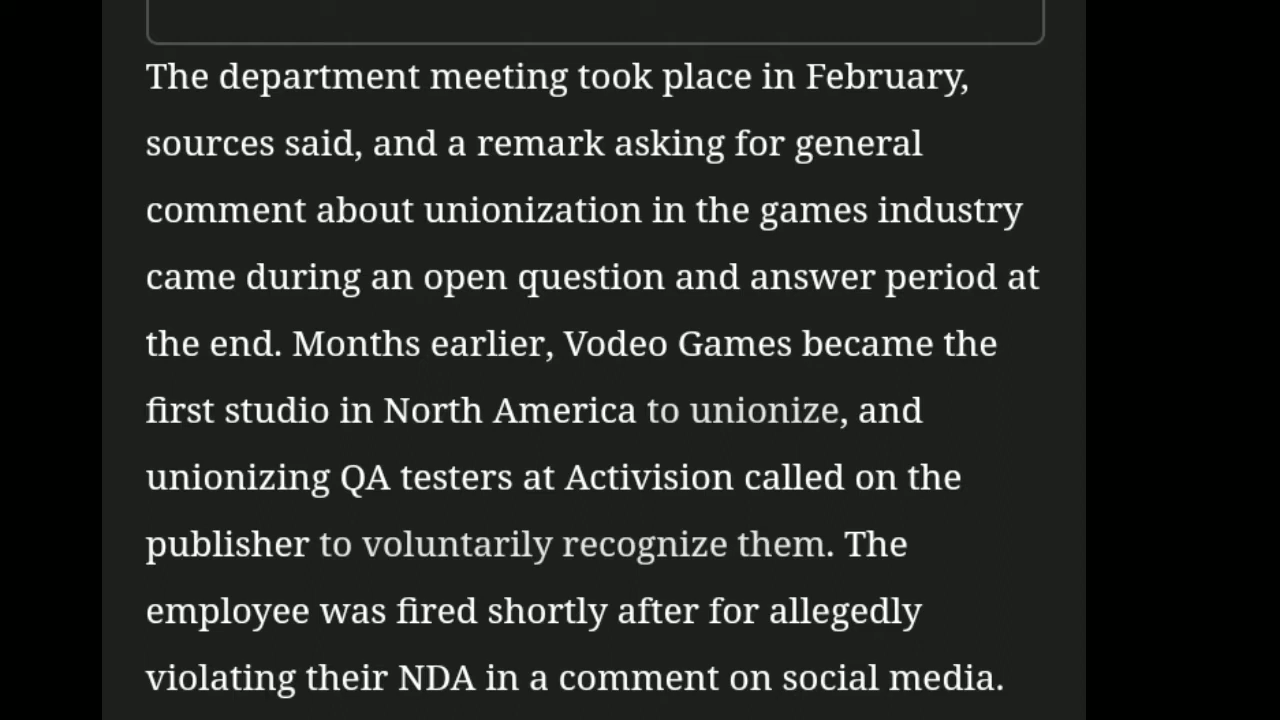 The department meeting took place in February,
sources said, and a remark asking for general
comment about unionization in the games industry
came during an open question and answer period at
the end. Months earlier, Vodeo Games became the
first studio in North America to unionize, and
unionizing QA testers at Activision called on the
publisher to voluntarily recognize them. The
employee was fired shortly after for allegedly
violating their NDA in a comment on social media.